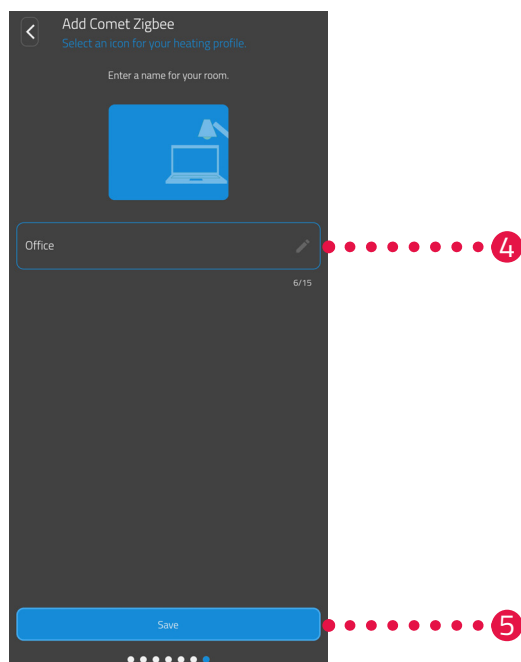 Add Comet Zigbee
Select an icon for your heating profile.
Enter a name for your room.
Office
4
6/15
Save
5